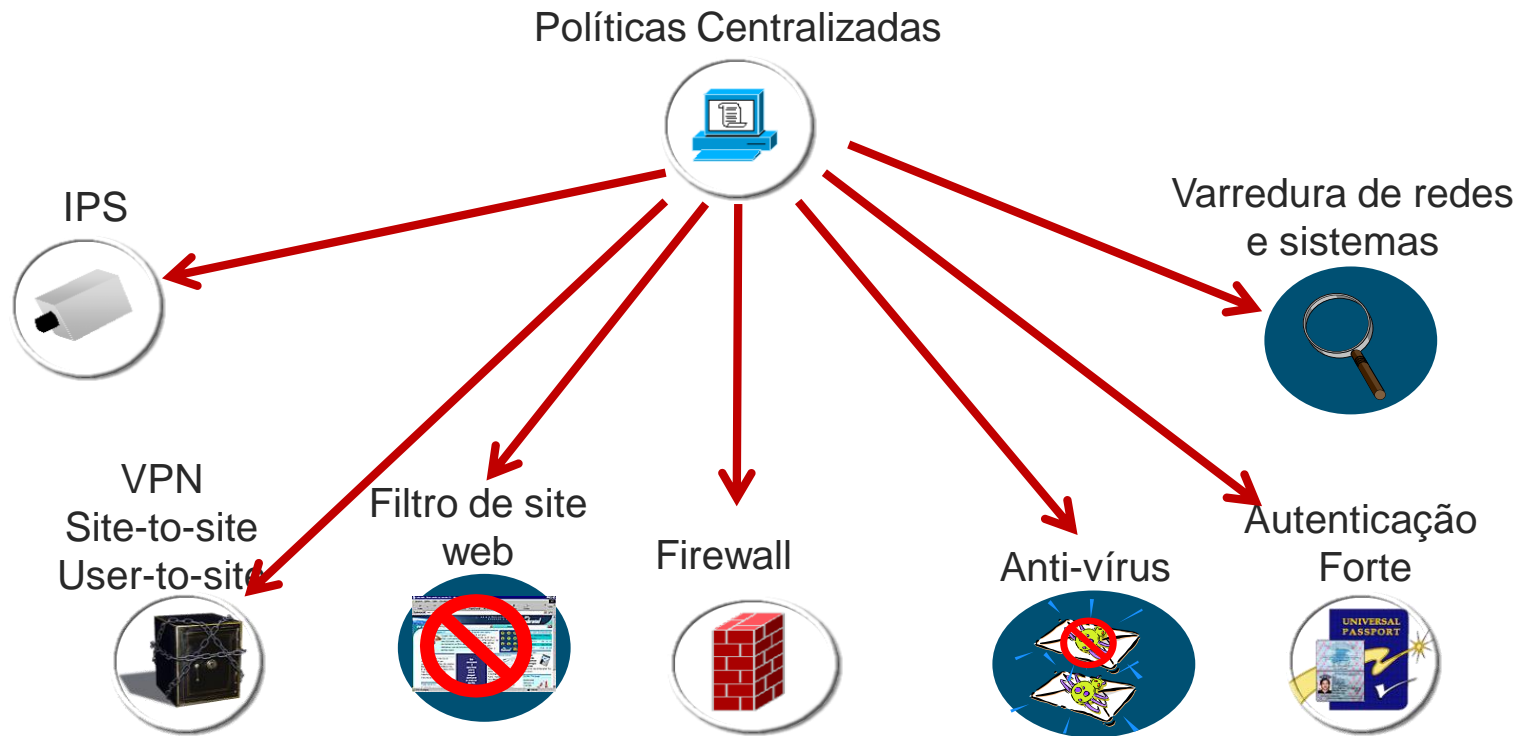 Políticas Centralizadas
IPS
Varredura de redes
e sistemas
VPN
Site-to-site
User-to-site
Filtro de site
web
Firewall
Anti-vírus
Autenticação
Forte
UNIVERSAL
PASSPORT